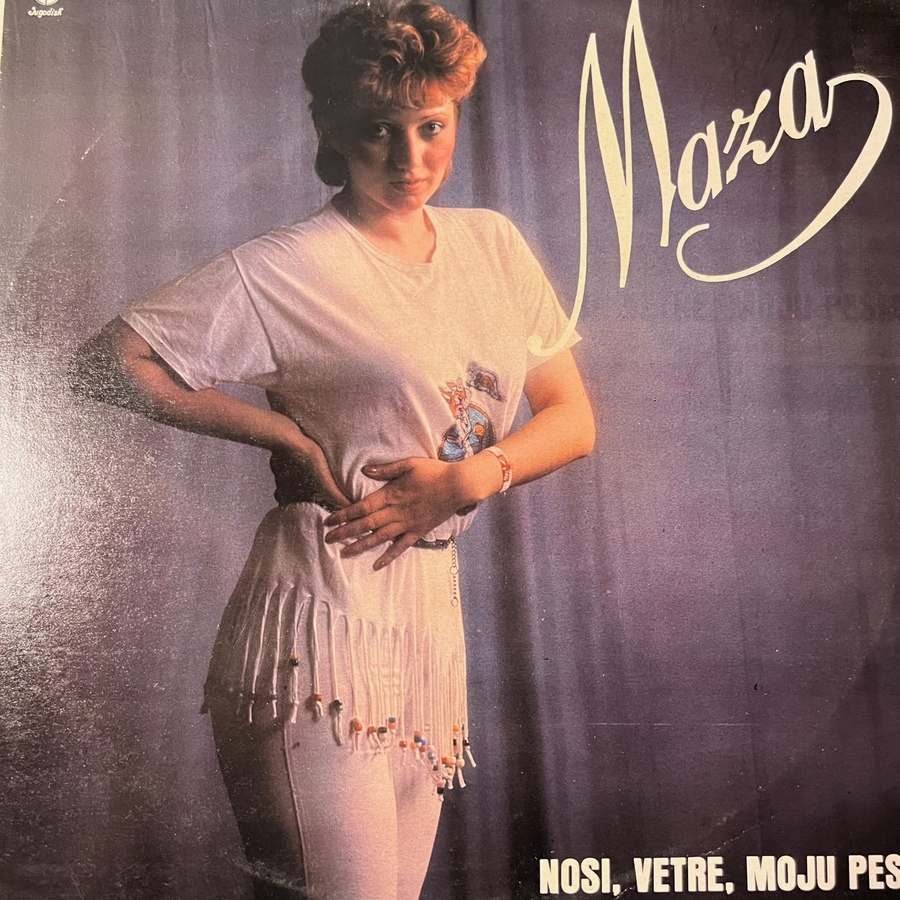 Jugodisk
Maza
NOSI, VETRE, MOJU PES